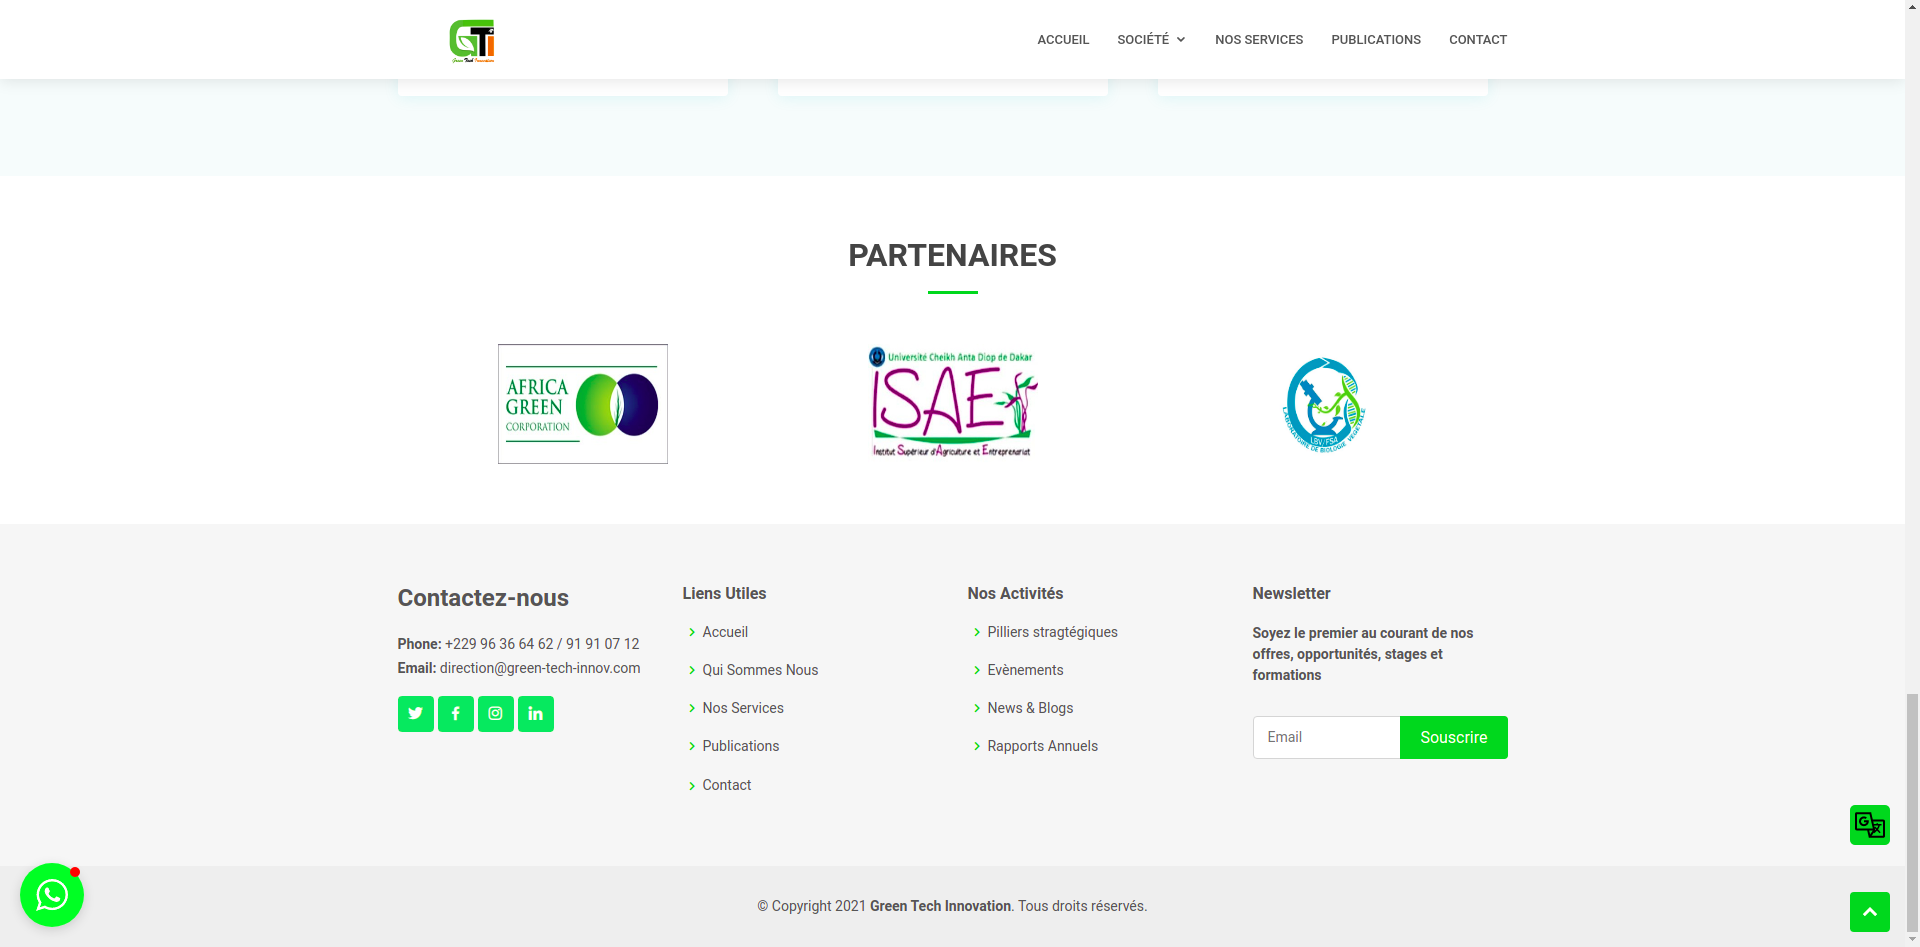 GTi
Green Tech Innovation
ACCUEIL
SOCIÉTÉ
NOS SERVICES
PUBLICATIONS
CONTACT
PARTENAIRES
AFRICA
GREEN
CORPORATION
Université Cheikh Anta Diop de Dakar
ISAE
Institut Supérieur d'Agriculture et Entreprenariat
LBV/FSA
LABORATOIRE DE BIOLOGIE VEGETALE
Contactez-nous
Phone: +229 96 36 64 62 / 91 91 07 12
Email: direction@green-tech-innov.com
Liens Utiles
Accueil
Qui Sommes Nous
Nos Services
Publications
Contact
Nos Activités
Pilliers stragtégiques
Evènements
News & Blogs
Rapports Annuels
Newsletter
Soyez le premier au courant de nos
offres, opportunités, stages et
formations
Email
Souscrire
© Copyright 2021 Green Tech Innovation. Tous droits réservés.